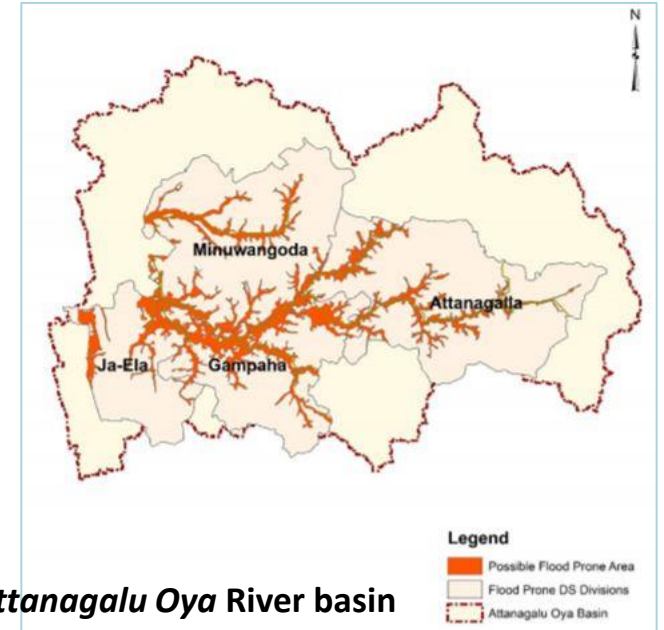 N
Minuwangoda
Attanagalla
Ja-Ela
Gampaha
Legend
Possible Flood Prone Area
Flood Prone DS Divisions
Attanagalu Oya Basin
ttanagalu Oya River basin